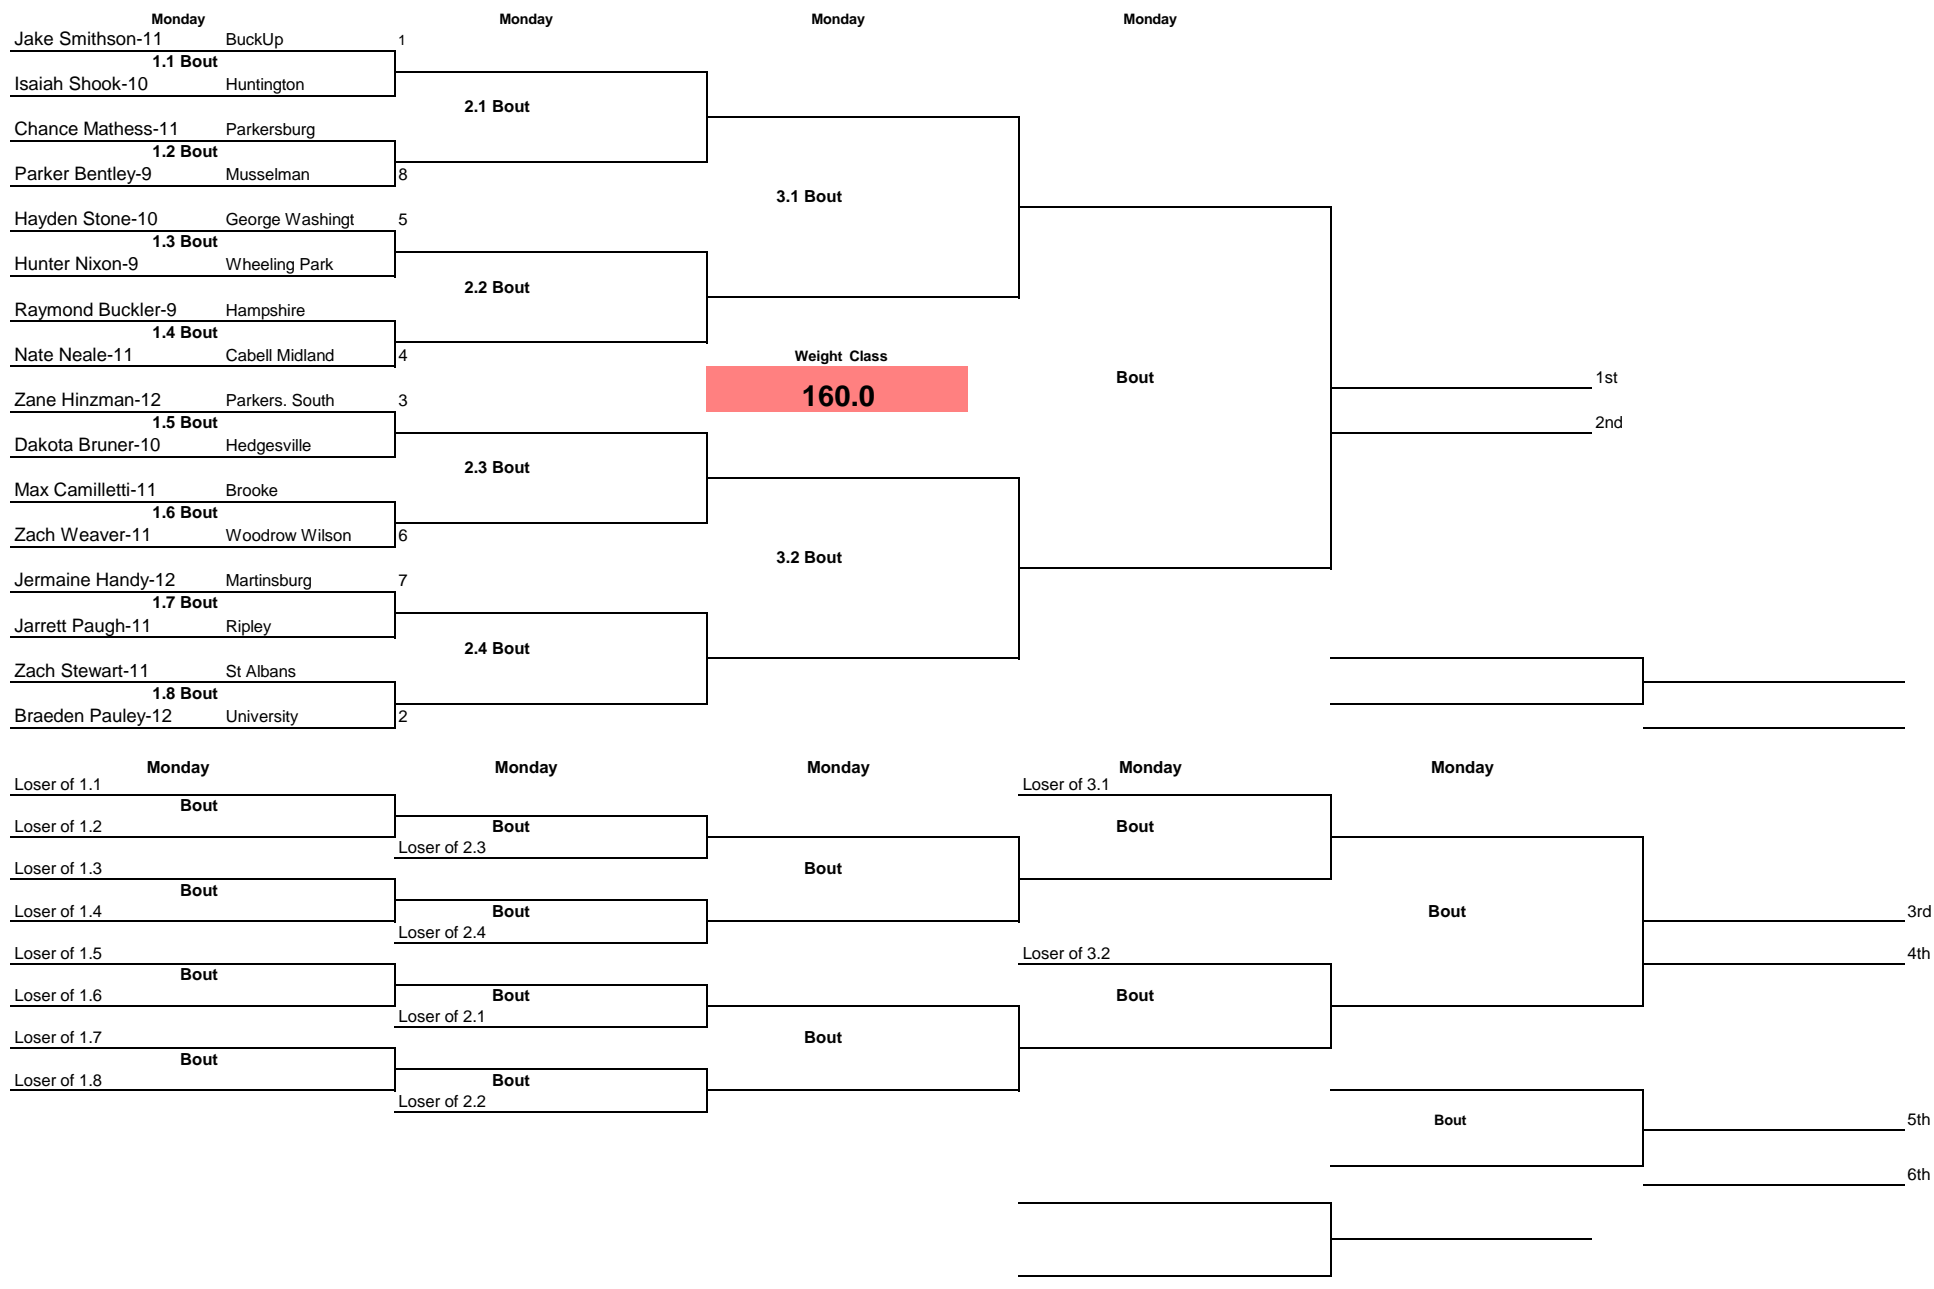 Monday Monday Monday Monday
Jake Smithson-11 BuckUp 1
1.1 Bout
Isaiah Shook-10 Huntington
2.1 Bout
Chance Mathess-11 Parkersburg
1.2 Bout
Parker Bentley-9 Musselman 8
3.1 Bout
Hayden Stone-10 George Washingt 5
1.3 Bout
Hunter Nixon-9 Wheeling Park
2.2 Bout
Raymond Buckler-9 Hampshire
1.4 Bout
Nate Neale-11 Cabell Midland 4
Weight Class
Bout
1st
160.0
Zane Hinzman-12 Parkers. South 3
1.5 Bout
2nd
Dakota Bruner-10 Hedgesville
2.3 Bout
Max Camilletti-11 Brooke
1.6 Bout
Zach Weaver-11 Woodrow Wilson 6
3.2 Bout
Jermaine Handy-12 Martinsburg 7
1.7 Bout
Jarrett Paugh-11 Ripley
2.4 Bout
Zach Stewart-11 St Albans
1.8 Bout
Braeden Pauley-12 University 2
Monday Monday Monday Monday Monday
Loser of 1.1 Loser of 3.1
Bout
Loser of 1.2 Bout Bout
Loser of 2.3
Loser of 1.3 Bout
Bout
Loser of 1.4 Bout Bout 3rd
Loser of 2.4
Loser of 1.5 Loser of 3.2 4th
Bout
Loser of 1.6 Bout Bout
Loser of 2.1
Loser of 1.7 Bout
Bout
Loser of 1.8 Bout
Loser of 2.2
Bout 5th
6th